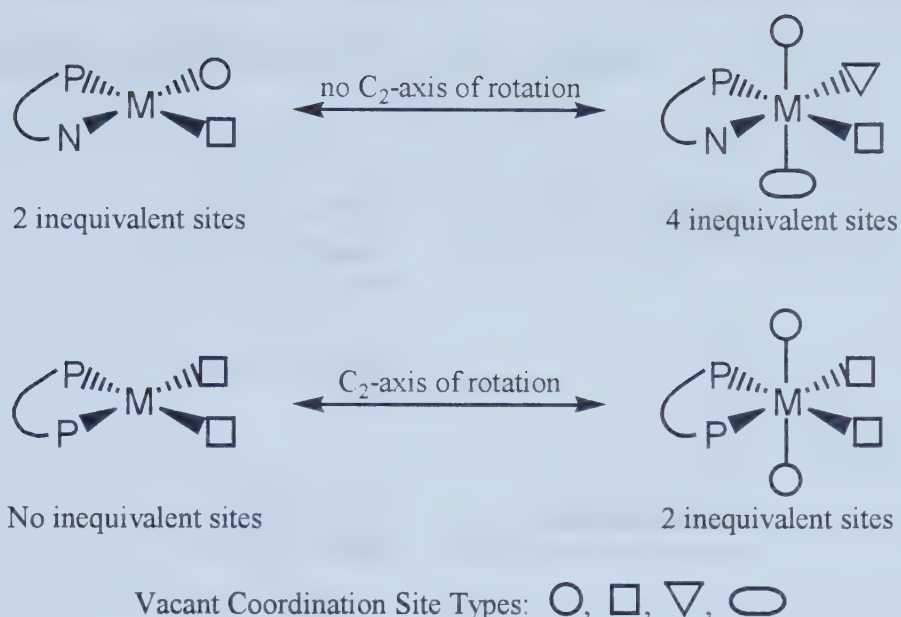 P M N
no C2-axis of rotation
P M N
2 inequivalent sites
4 inequivalent sites
P M P
C2-axis of rotation
P M P
No inequivalent sites
2 inequivalent sites
Vacant Coordination Site Types: , , ,